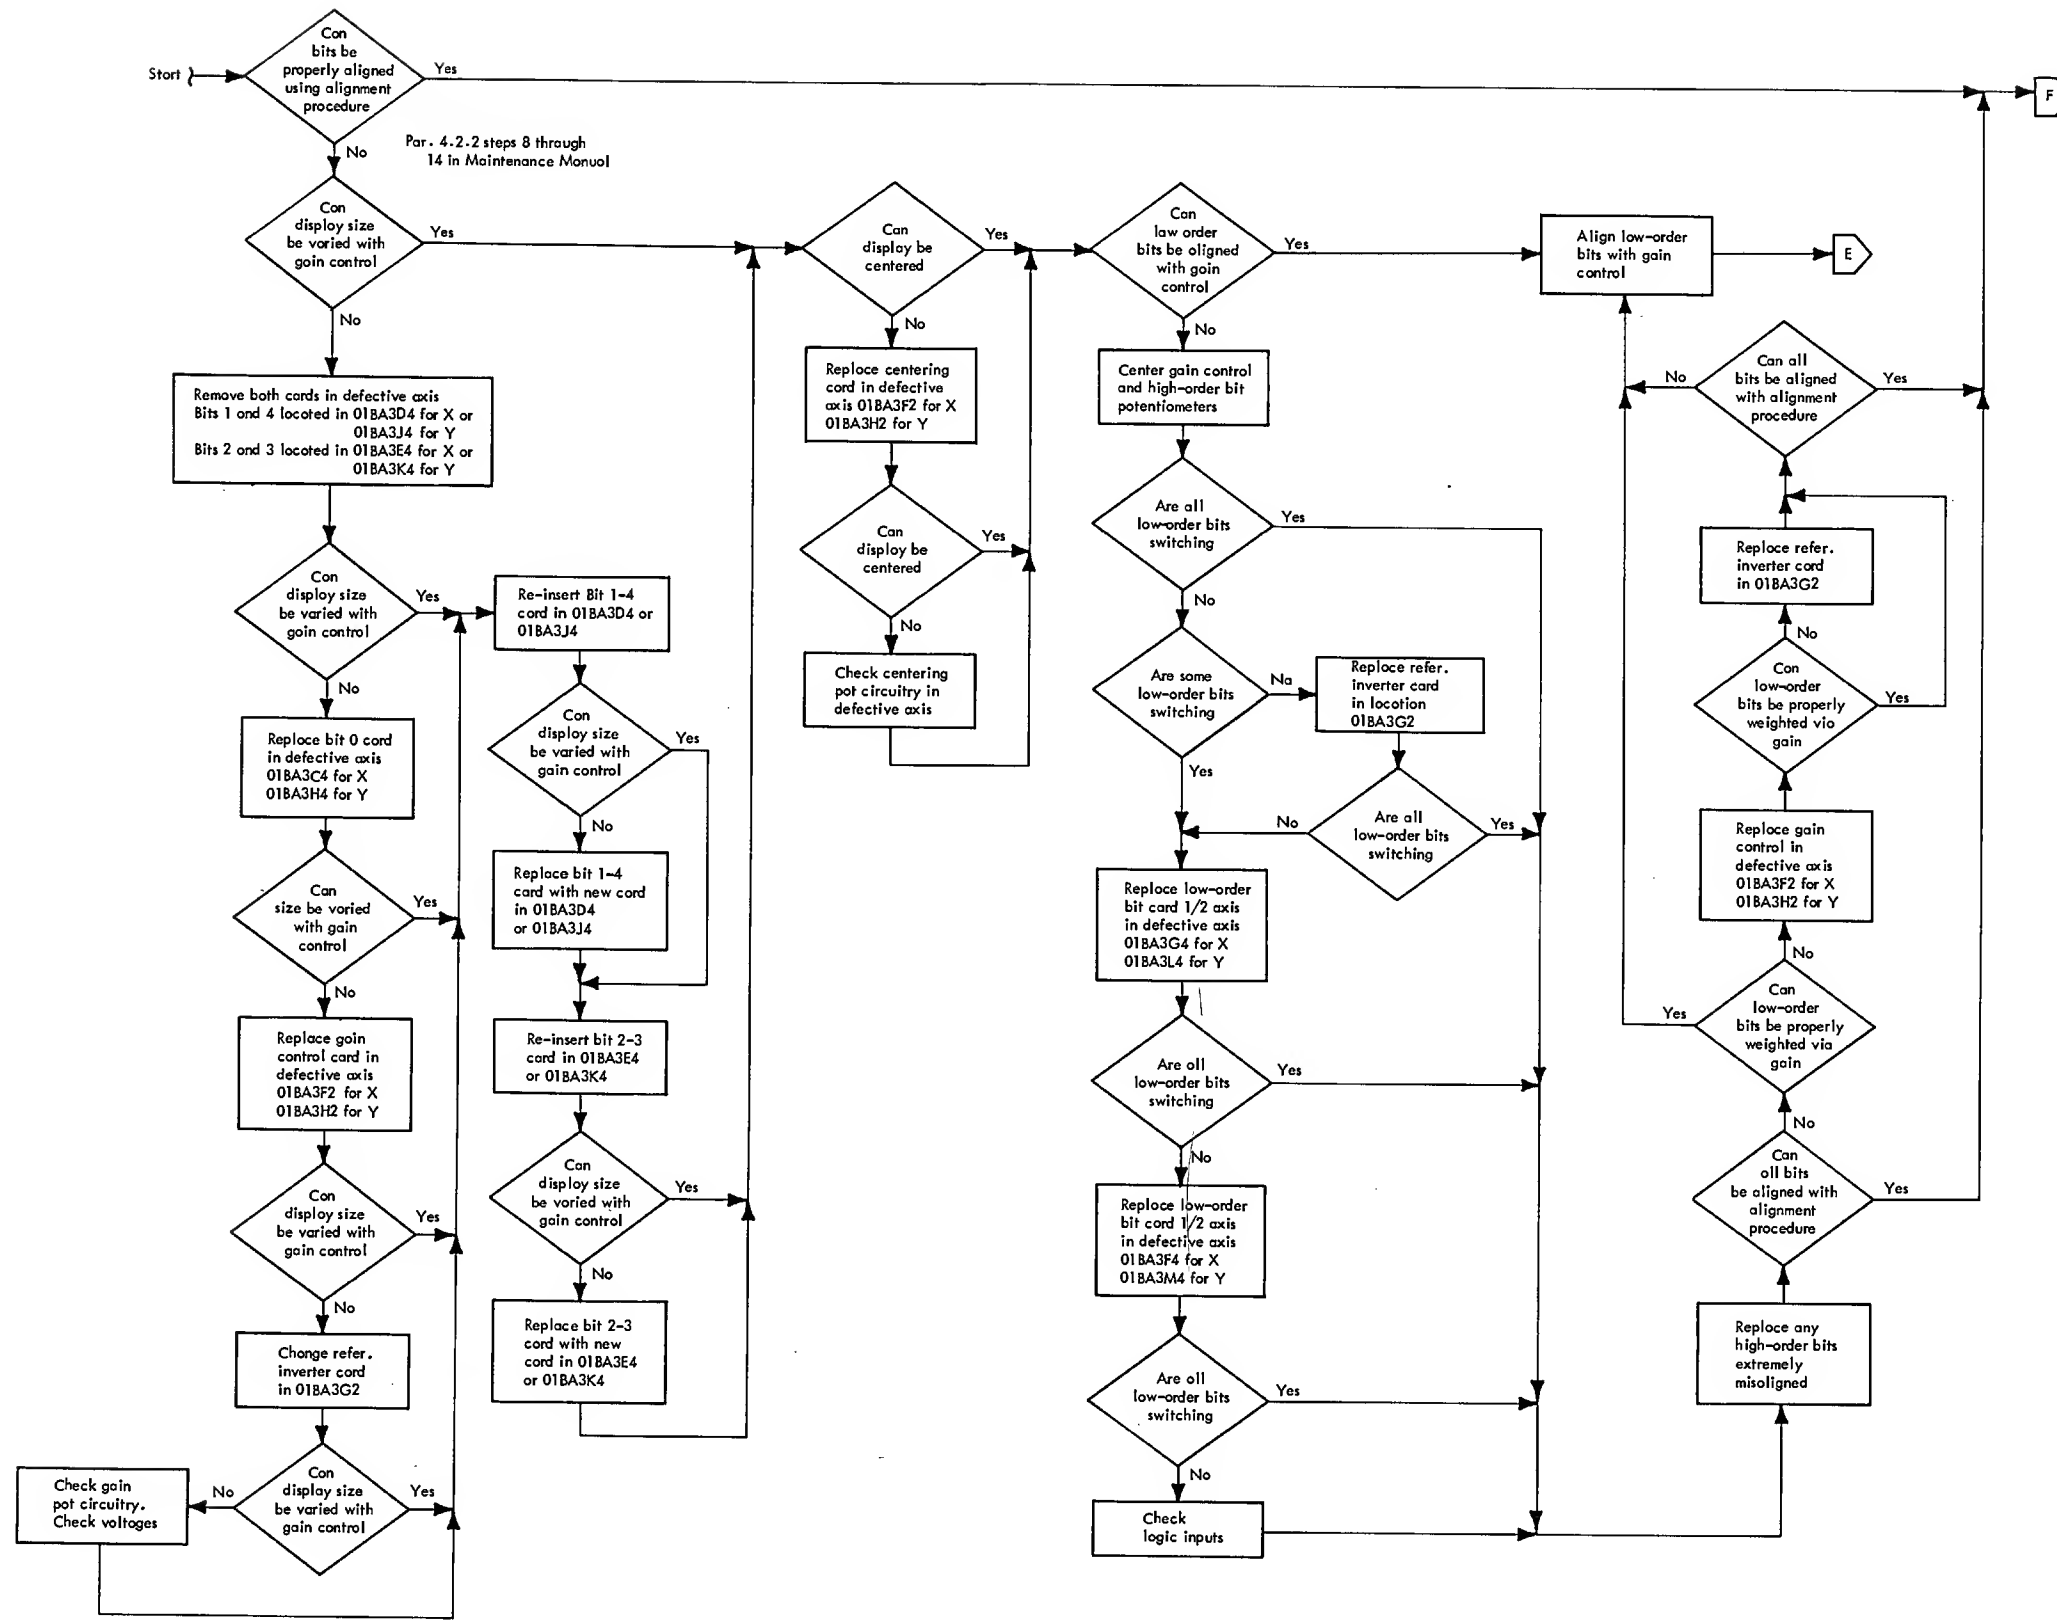 Start
Can
bits be
properly aligned
using alignment
procedure
Yes
F
No
Par. 4.2.2 steps 8 through
14 in Maintenance Manual
Can
display size
be varied with
gain control
Yes
No
Remove both cards in defective axis
Bits 1 and 4 located in 01BA3D4 for X or
01BA3J4 for Y
Bits 2 and 3 located in 01BA3E4 for X or
01BA3K4 for Y
Can
display size
be varied with
gain control
Yes
No
Replace bit 0 card
in defective axis
01BA3C4 for X
01BA3H4 for Y
Can
size be varied
with gain
control
Yes
No
Replace gain
control card in
defective axis
01BA3F2 for X
01BA3H2 for Y
Can
display size
be varied with
gain control
Yes
No
Change refer.
inverter card
in 01BA3G2
Can
display size
be varied with
gain control
Yes
No
Check gain
pot circuitry.
Check voltages
Re-insert Bit 1-4
card in 01BA3D4 or
01BA3J4
Can
display size
be varied with
gain control
Yes
No
Replace bit 1-4
card with new card
in 01BA3D4
or 01BA3J4
Re-insert bit 2-3
card in 01BA3E4
or 01BA3K4
Can
display size
be varied with
gain control
Yes
No
Replace bit 2-3
card with new
card in 01BA3E4
or 01BA3K4
Can
display be
centered
Yes
No
Replace centering
card in defective
axis 01BA3F2 for X
01BA3H2 for Y
Can
display be
centered
Yes
No
Check centering
pot circuitry in
defective axis
Can
law order
bits be aligned
with gain
control
Yes
No
Center gain control
and high-order bit
potentiometers
Are all
low-order bits
switching
Yes
No
Are some
low-order bits
switching
Na
Yes
Replace refer.
inverter card
in location
01BA3G2
Are all
low-order bits
switching
No
Yes
Replace low-order
bit card 1/2 axis
in defective axis
01BA3G4 for X
01BA3L4 for Y
Are all
low-order bits
switching
Yes
No
Replace low-order
bit card 1/2 axis
in defective axis
01BA3F4 for X
01BA3M4 for Y
Are all
low-order bits
switching
Yes
No
Check
logic inputs
Align low-order
bits with gain
control
E
Can all
bits be aligned
with alignment
procedure
No
Yes
Replace refer.
inverter card
in 01BA3G2
No
Can
low-order
bits be properly
weighted via
gain
Yes
Replace gain
control in
defective axis
01BA3F2 for X
01BA3H2 for Y
No
Can
low-order
bits be properly
weighted via
gain
Yes
No
Can
all bits
be aligned with
alignment
procedure
Yes
Replace any
high-order bits
extremely
misaligned